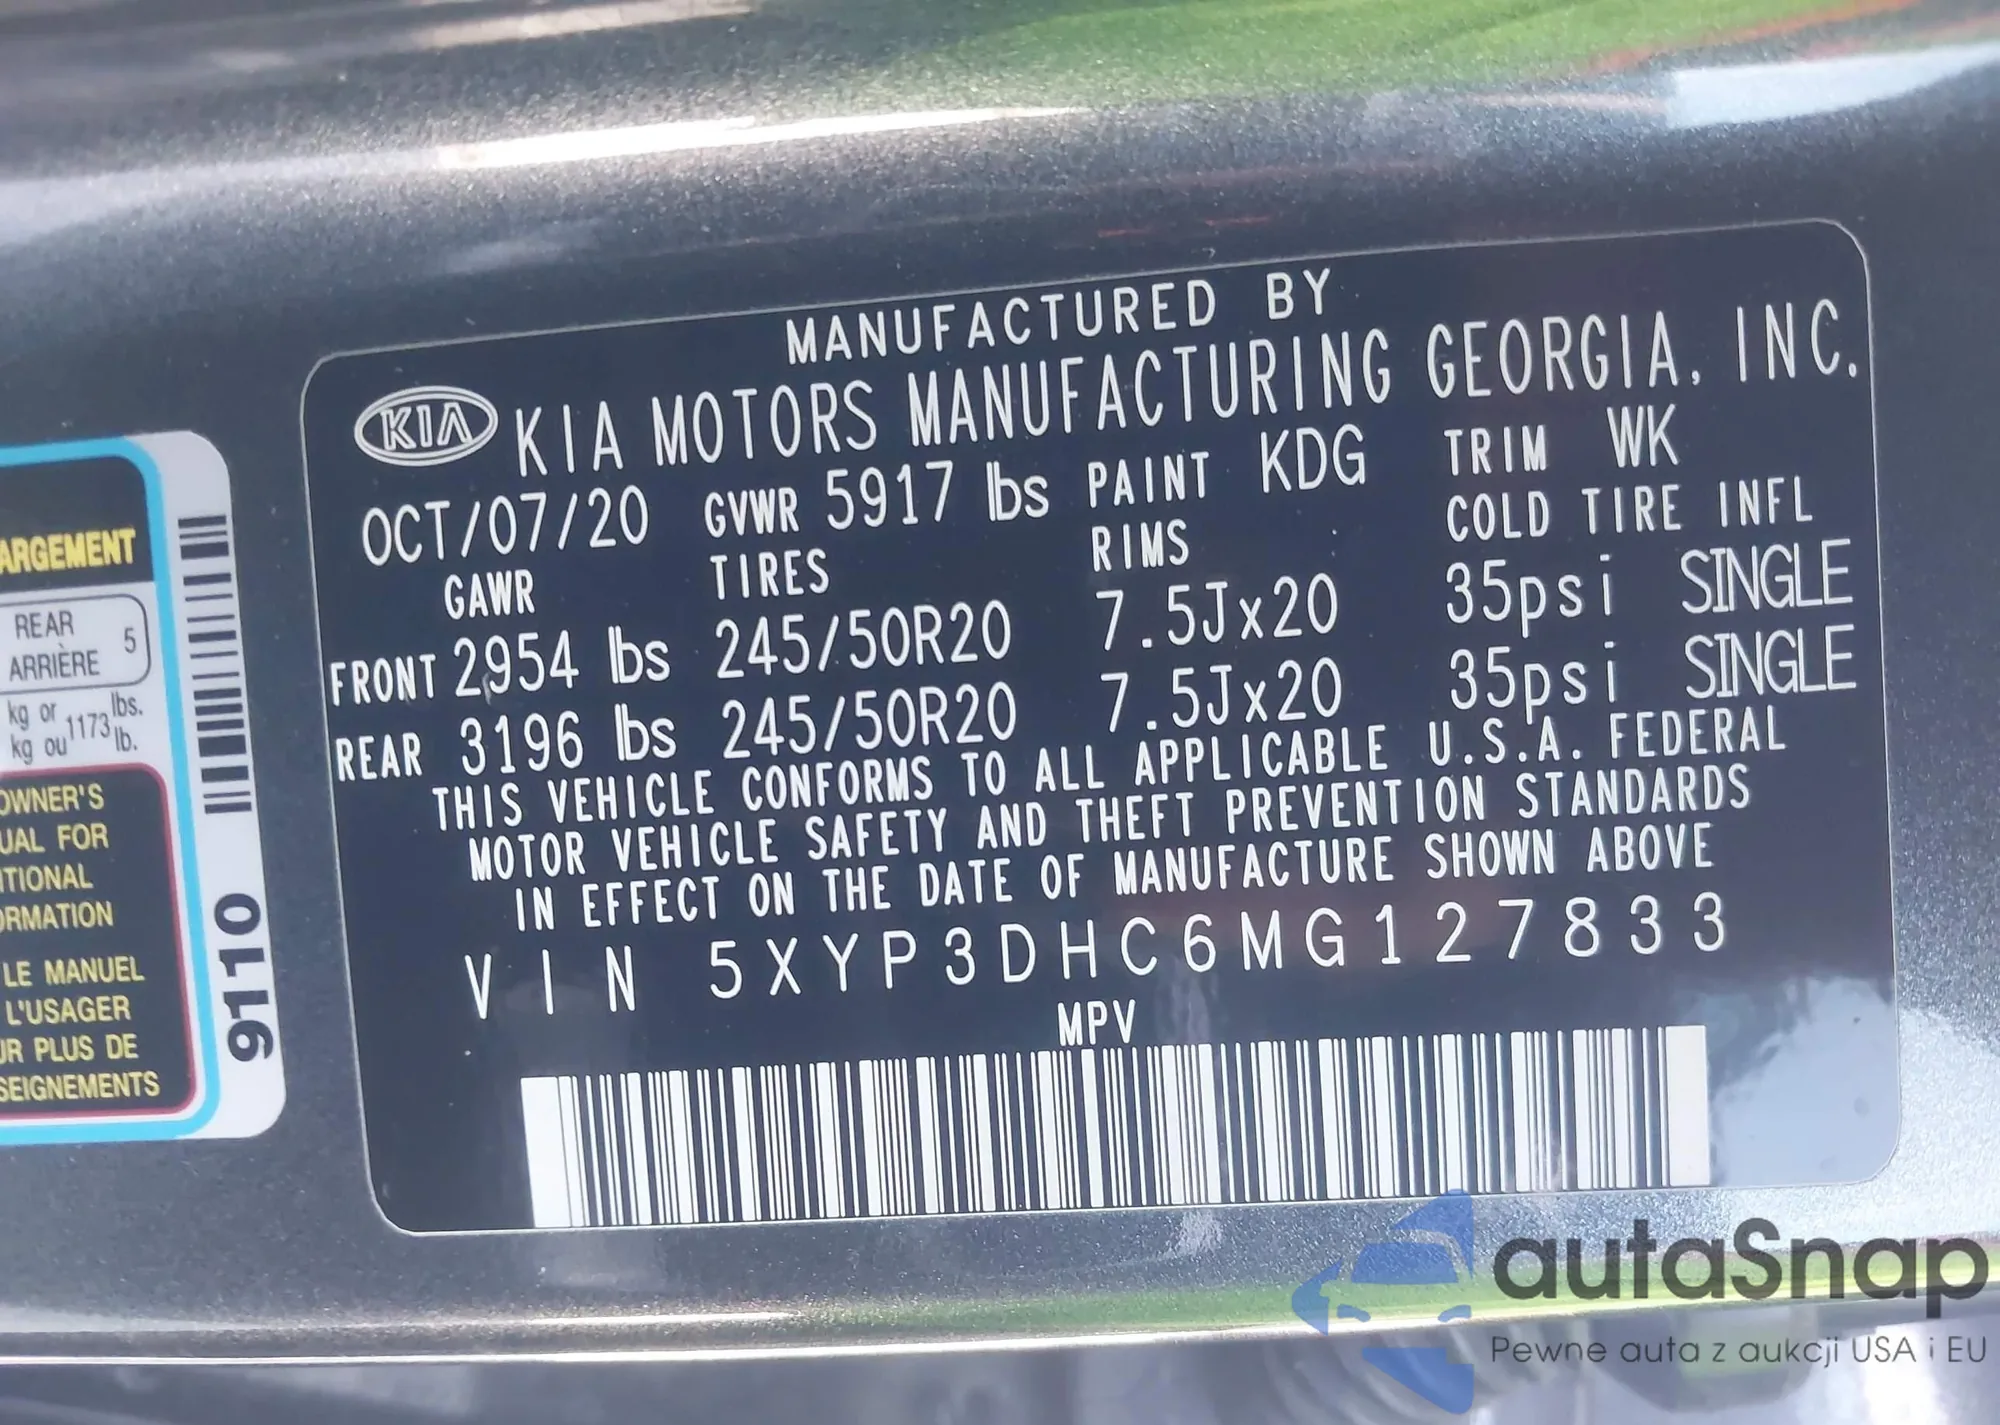 MANUFACTURED BY
KIA KIA MOTORS MANUFACTURING GEORGIA, INC.
OCT/07/20 GVWR 5917 lbs PAINT KDG TRIM WK
GAWR TIRES RIMS COLD TIRE INFL
FRONT 2954 lbs 245/50R20 7.5Jx20 35psi SINGLE
REAR 3196 lbs 245/50R20 7.5Jx20 35psi SINGLE
THIS VEHICLE CONFORMS TO ALL APPLICABLE U.S.A. FEDERAL
MOTOR VEHICLE SAFETY AND THEFT PREVENTION STANDARDS
IN EFFECT ON THE DATE OF MANUFACTURE SHOWN ABOVE
VIN 5XYP3DHC6MG127833
MPV
ARGEMENT
REAR 5
ARRIÈRE
kg or 1173 lbs.
kg ou lb.
OWNER'S
UAL FOR
ITIONAL
ORMATION
LE MANUEL
L'USAGER
UR PLUS DE
SEIGNEMENTS
9110
autaSnap
Pewne auta z aukcji USA i EU